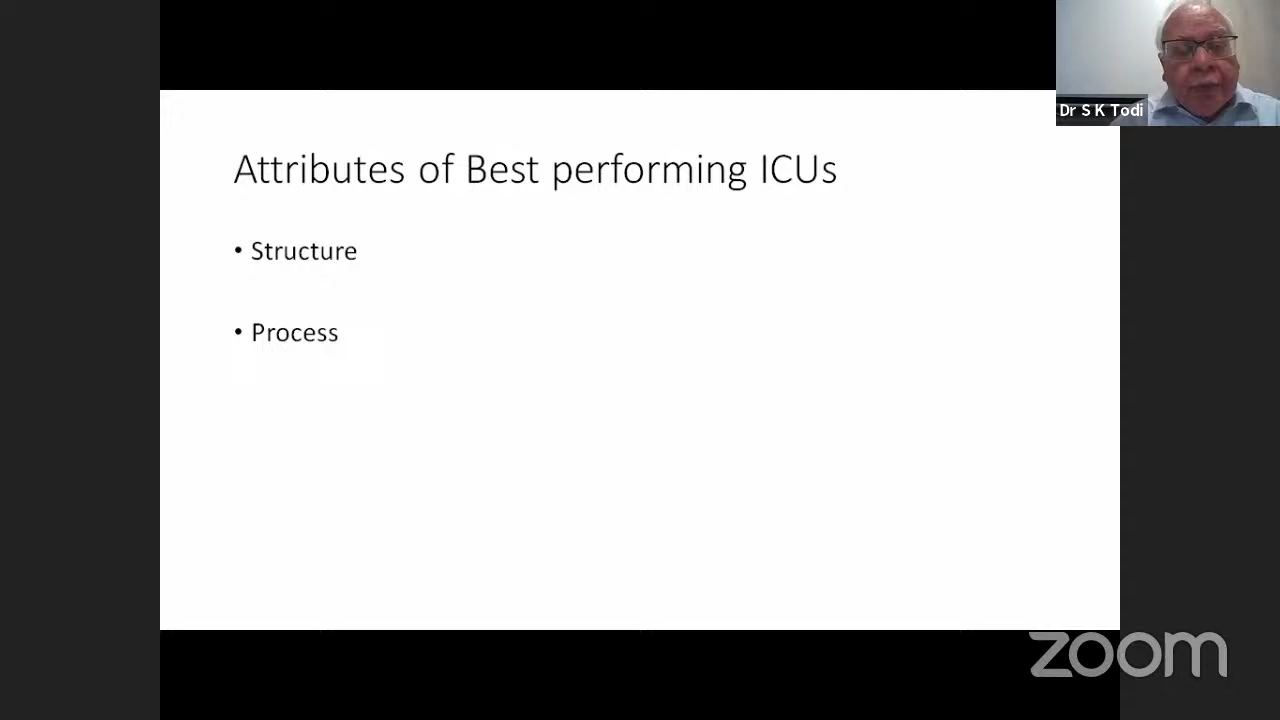 Dr S K Todi
Attributes of Best performing ICUs
• Structure
• Process
zoom